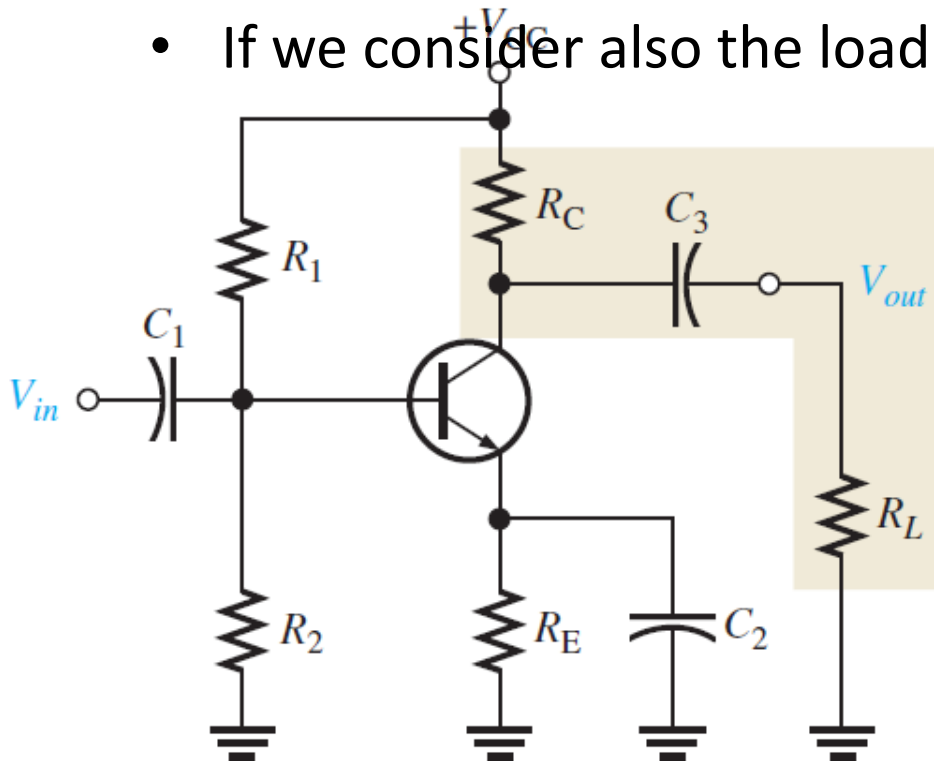 • If we consider also the load
+VCC
RC
C3
R1
Vout
C1
Vin
RL
R2
RE
C2